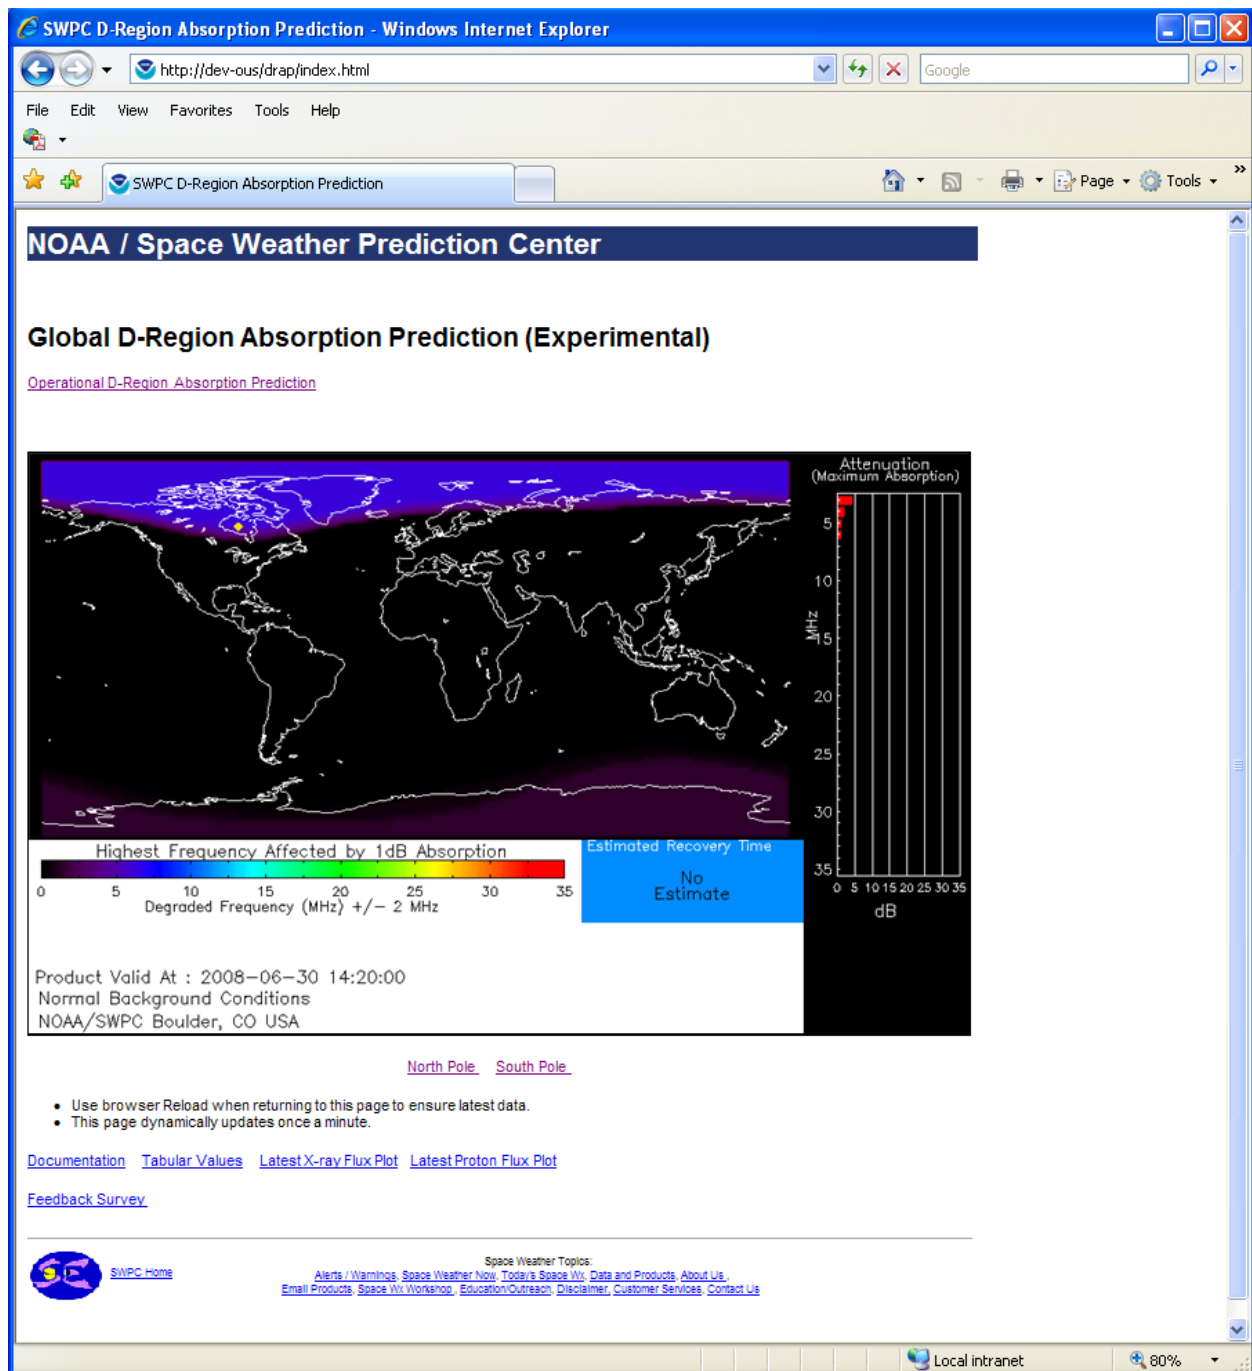 SWPC D-Region Absorption Prediction - Windows Internet Explorer
http://dev-ous/drap/index.html
Google
File Edit View Favorites Tools Help
SWPC D-Region Absorption Prediction
Page Tools »
NOAA / Space Weather Prediction Center
Global D-Region Absorption Prediction (Experimental)
Operational D-Region Absorption Prediction
Attenuation
(Maximum Absorption)
5
10
MHz
15
20
25
30
35
0 5 10 15 20 25 30 35
dB
Highest Frequency Affected by 1dB Absorption
0 5 10 15 20 25 30 35
Degraded Frequency (MHz) +/- 2 MHz
Estimated Recovery Time
No
Estimate
Product Valid At : 2008-06-30 14:20:00
Normal Background Conditions
NOAA/SWPC Boulder, CO USA
North Pole South Pole
• Use browser Reload when returning to this page to ensure latest data.
• This page dynamically updates once a minute.
Documentation Tabular Values Latest X-ray Flux Plot Latest Proton Flux Plot
Feedback Survey
SE
SWPC Home
Space Weather Topics:
Alerts / Warnings, Space Weather Now, Today's Space Wx, Data and Products, About Us,
Email Products, Space Wx Workshop, Education/Outreach, Disclaimer, Customer Services, Contact Us
Local intranet
80%